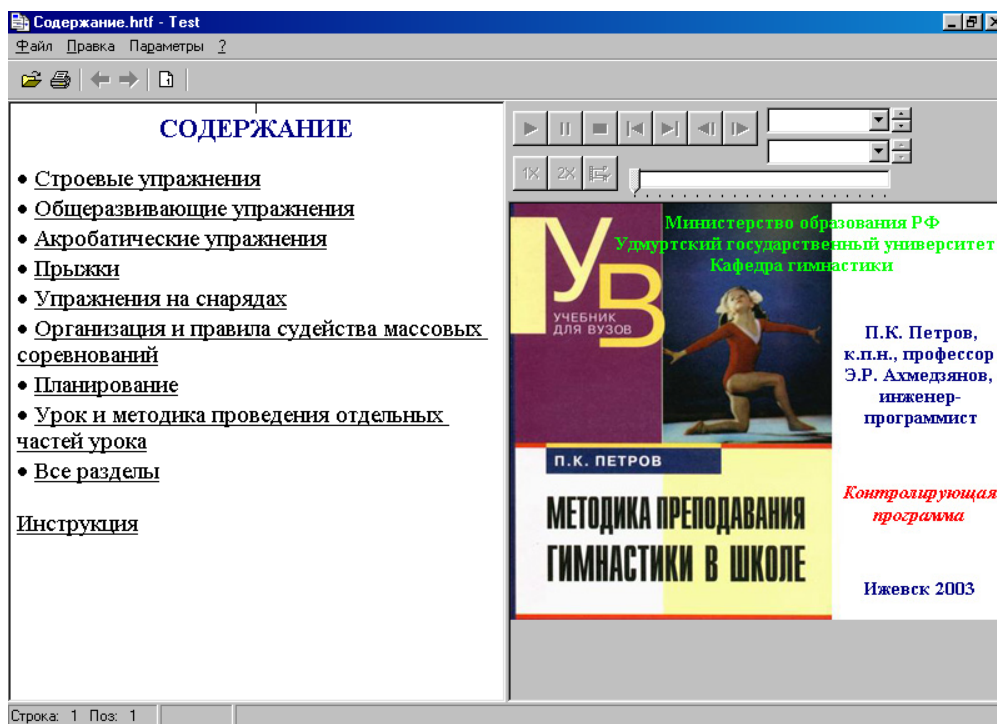 Содержание.hrtf - Test
Файл Правка Параметры ?
СОДЕРЖАНИЕ
• Строевые упражнения
• Общеразвивающие упражнения
• Акробатические упражнения
• Прыжки
• Упражнения на снарядах
• Организация и правила судейства массовых
соревнований
• Планирование
• Урок и методика проведения отдельных
частей урока
• Все разделы
Инструкция
1X 2X
Министерство образования РФ
Удмуртский государственный университет
Кафедра гимнастики
УВ
УЧЕБНИК
ДЛЯ ВУЗОВ
П.К. Петров,
к.п.н., профессор
Э.Р. Ахмедзянов,
инженер-
программист
П.К. ПЕТРОВ
МЕТОДИКА ПРЕПОДАВАНИЯ
ГИМНАСТИКИ В ШКОЛЕ
Контролирующая
программа
Ижевск 2003
Строка: 1 Поз: 1